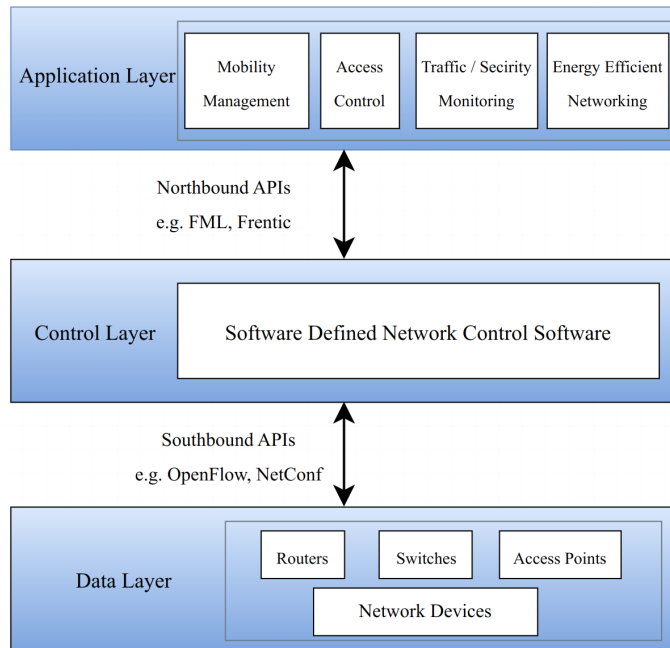 Application Layer
Mobility
Management
Access
Control
Traffic / Secirity
Monitoring
Energy Efficient
Networking
Northbound APIs
e.g. FML, Frentic
Control Layer
Software Defined Network Control Software
Southbound APIs
e.g. OpenFlow, NetConf
Data Layer
Routers
Switches
Access Points
Network Devices